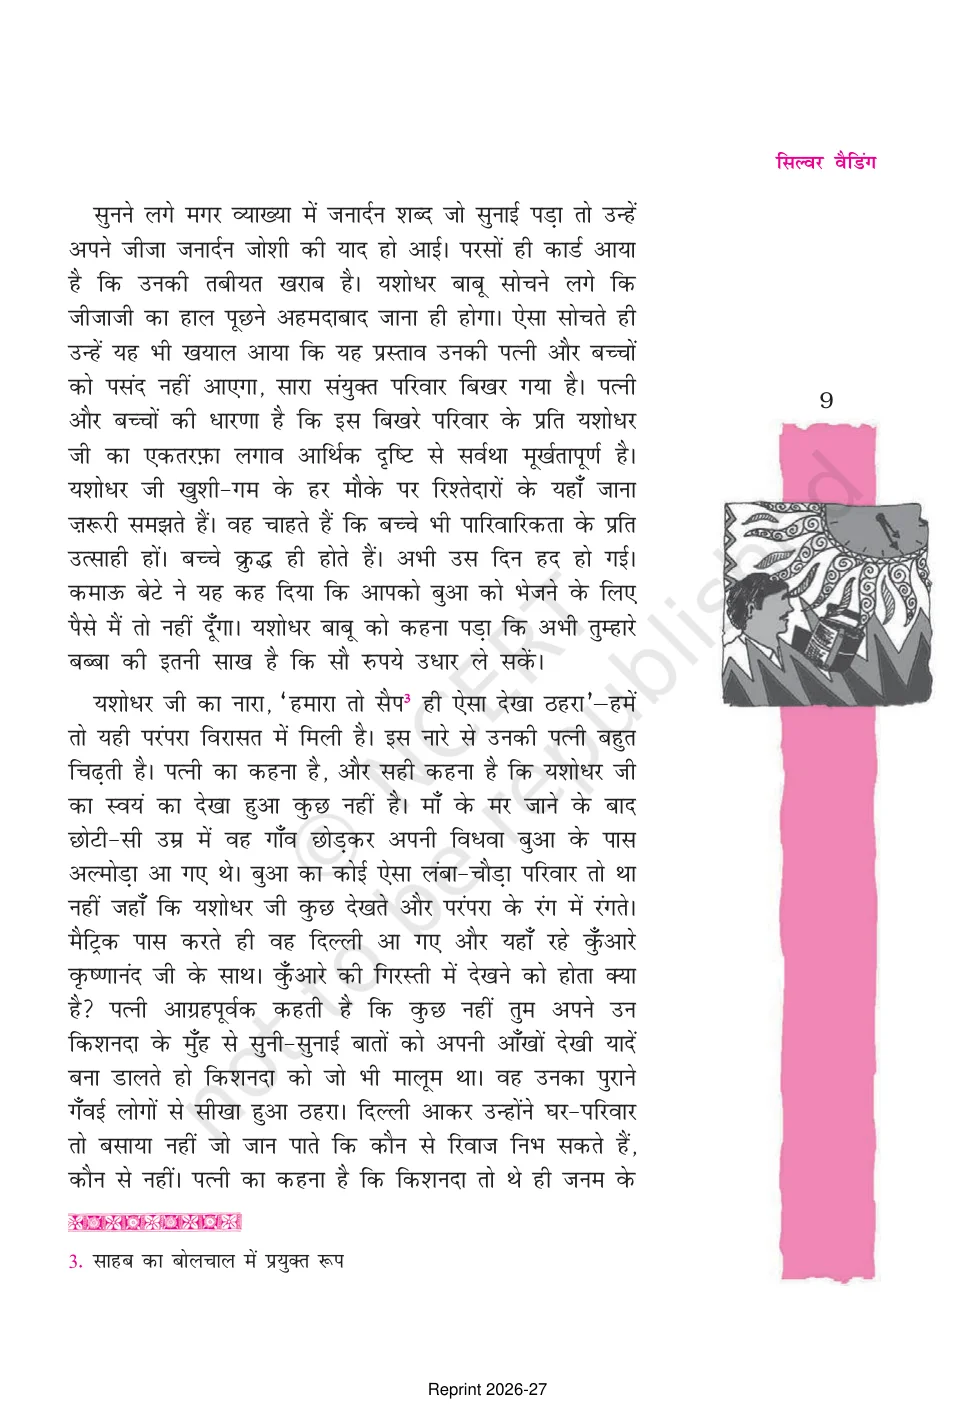 सिल्वर वैडिंग
सुनने लगे मगर व्याख्या में जनार्दन शब्द जो सुनाई पड़ा तो उन्हें
अपने जीजा जनार्दन जोशी की याद हो आई। परसों ही कार्ड आया
है कि उनकी तबीयत खराब है। यशोधर बाबू सोचने लगे कि
जीजाजी का हाल पूछने अहमदाबाद जाना ही होगा। ऐसा सोचते ही
उन्हें यह भी खयाल आया कि यह प्रस्ताव उनकी पत्नी और बच्चों
को पसंद नहीं आएगा, सारा संयुक्त परिवार बिखर गया है। पत्नी
और बच्चों की धारणा है कि इस बिखरे परिवार के प्रति यशोधर
जी का एकतरफ़ा लगाव आर्थिक दृष्टि से सर्वथा मूर्खतापूर्ण है।
यशोधर जी खुशी-गम के हर मौके पर रिश्तेदारों के यहाँ जाना
ज़रूरी समझते हैं। वह चाहते हैं कि बच्चे भी पारिवारिकता के प्रति
उत्साही हों। बच्चे क्रुद्ध ही होते हैं। अभी उस दिन हद हो गई।
कमाऊ बेटे ने यह कह दिया कि आपको बुआ को भेजने के लिए
पैसे मैं तो नहीं दूँगा। यशोधर बाबू को कहना पड़ा कि अभी तुम्हारे
बब्बा की इतनी साख है कि सौ रुपये उधार ले सकें।
यशोधर जी का नारा, ‘हमारा तो सैप3 ही ऐसा देखा ठहरा’–हमें
तो यही परंपरा विरासत में मिली है। इस नारे से उनकी पत्नी बहुत
चिढ़ती है। पत्नी का कहना है, और सही कहना है कि यशोधर जी
का स्वयं का देखा हुआ कुछ नहीं है। माँ के मर जाने के बाद
छोटी-सी उम्र में वह गाँव छोड़कर अपनी विधवा बुआ के पास
अल्मोड़ा आ गए थे। बुआ का कोई ऐसा लंबा-चौड़ा परिवार तो था
नहीं जहाँ कि यशोधर जी कुछ देखते और परंपरा के रंग में रंगते।
मैट्रिक पास करते ही वह दिल्ली आ गए और यहाँ रहे कुँआरे
कृष्णानंद जी के साथ। कुँआरे की गिरस्ती में देखने को होता क्या
है? पत्नी आग्रहपूर्वक कहती है कि कुछ नहीं तुम अपने उन
किशनदा के मुँह से सुनी-सुनाई बातों को अपनी आँखों देखी यादें
बना डालते हो किशनदा को जो भी मालूम था। वह उनका पुराने
गँवई लोगों से सीखा हुआ ठहरा। दिल्ली आकर उन्होंने घर-परिवार
तो बसाया नहीं जो जान पाते कि कौन से रिवाज निभ सकते हैं,
कौन से नहीं। पत्नी का कहना है कि किशनदा तो थे ही जनम के
3. साहब का बोलचाल में प्रयुक्त रूप
9
© NCERT
not to be republished
Reprint 2026-27